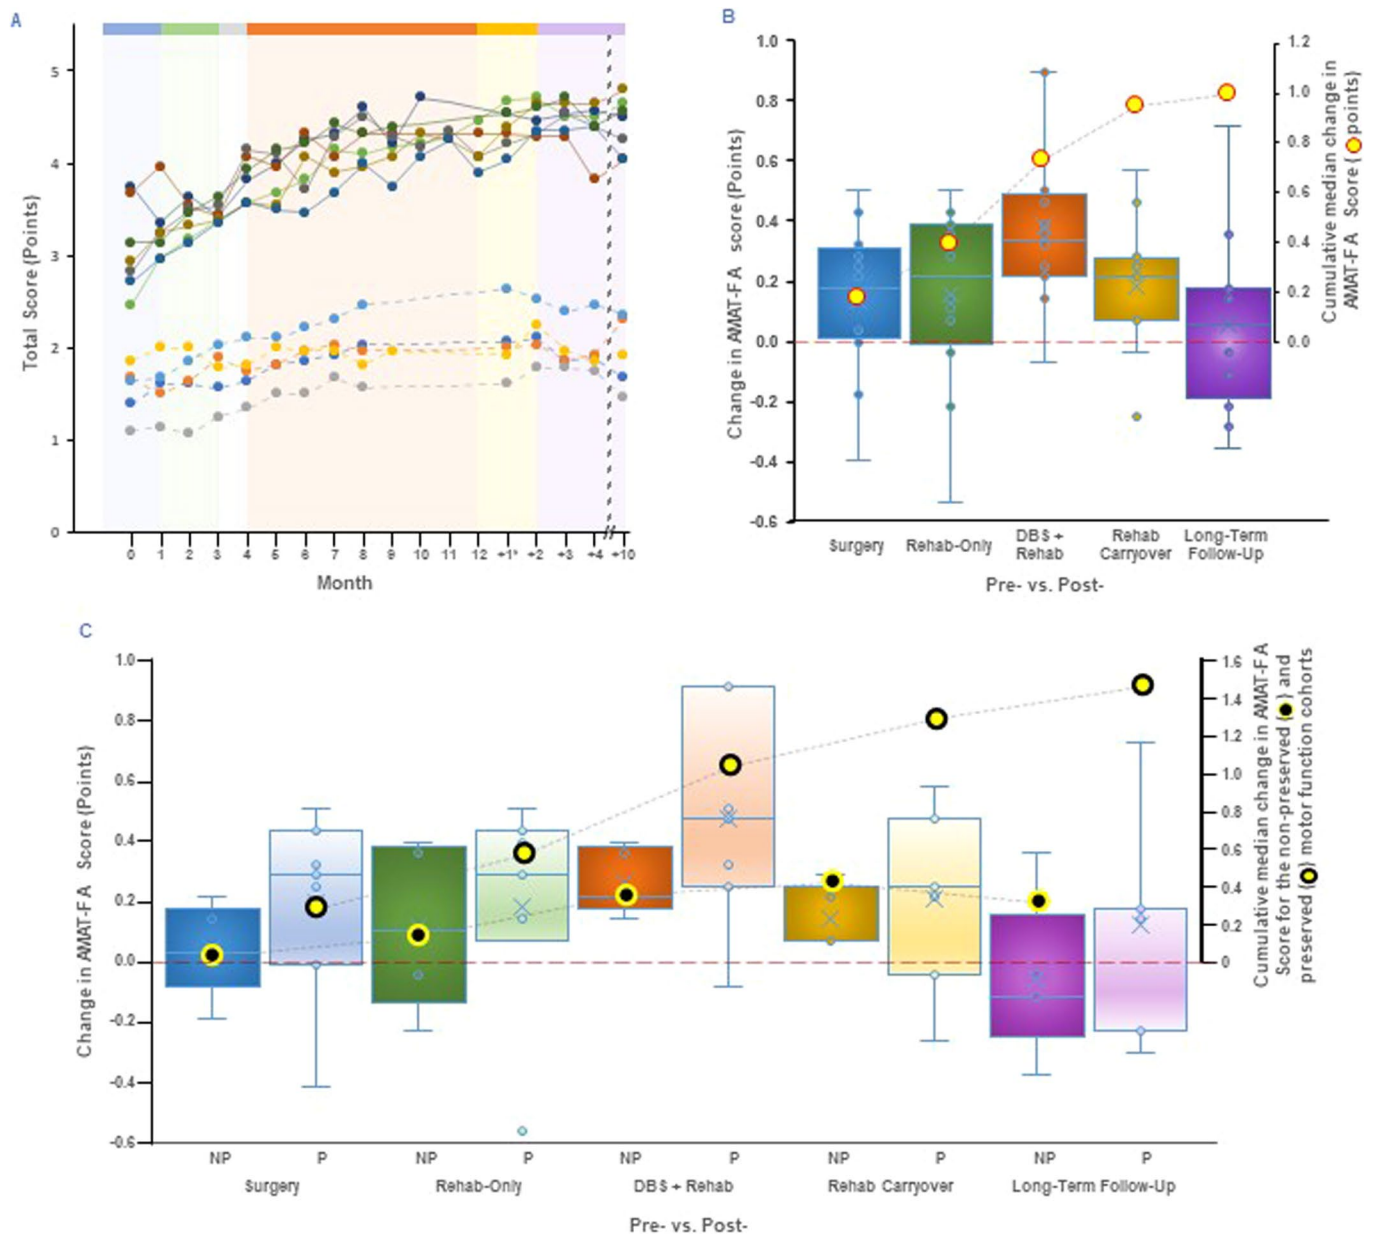 A
5
4
3
2
1
0
Total Score (Points)
0 1 2 3 4 5 6 7 8 9 10 11 12 +1* +2 +3 +4 +10
Month
B
1.0
0.8
0.6
0.4
0.2
0.0
-0.2
-0.4
-0.6
Change in AMAT-FA score (Points)
1.2
1.0
0.8
0.6
0.4
0.2
0.0
Cumulative median change in
AMAT-FA Score ( points)
Surgery Rehab-Only DBS + Rehab Rehab Carryover Long-Term Follow-Up
Pre- vs. Post-
C
1.0
0.8
0.6
0.4
0.2
0.0
-0.2
-0.4
-0.6
Change in AMAT-FA Score (Points)
1.6
1.4
1.2
1.0
0.8
0.6
0.4
0.2
0
Cumulative median change in AMAT-FA
Score for the non-preserved ( ) and
preserved ( ) motor function cohorts
NP P NP P NP P NP P NP P
Surgery Rehab-Only DBS + Rehab Rehab Carryover Long-Term Follow-Up
Pre- vs. Post-